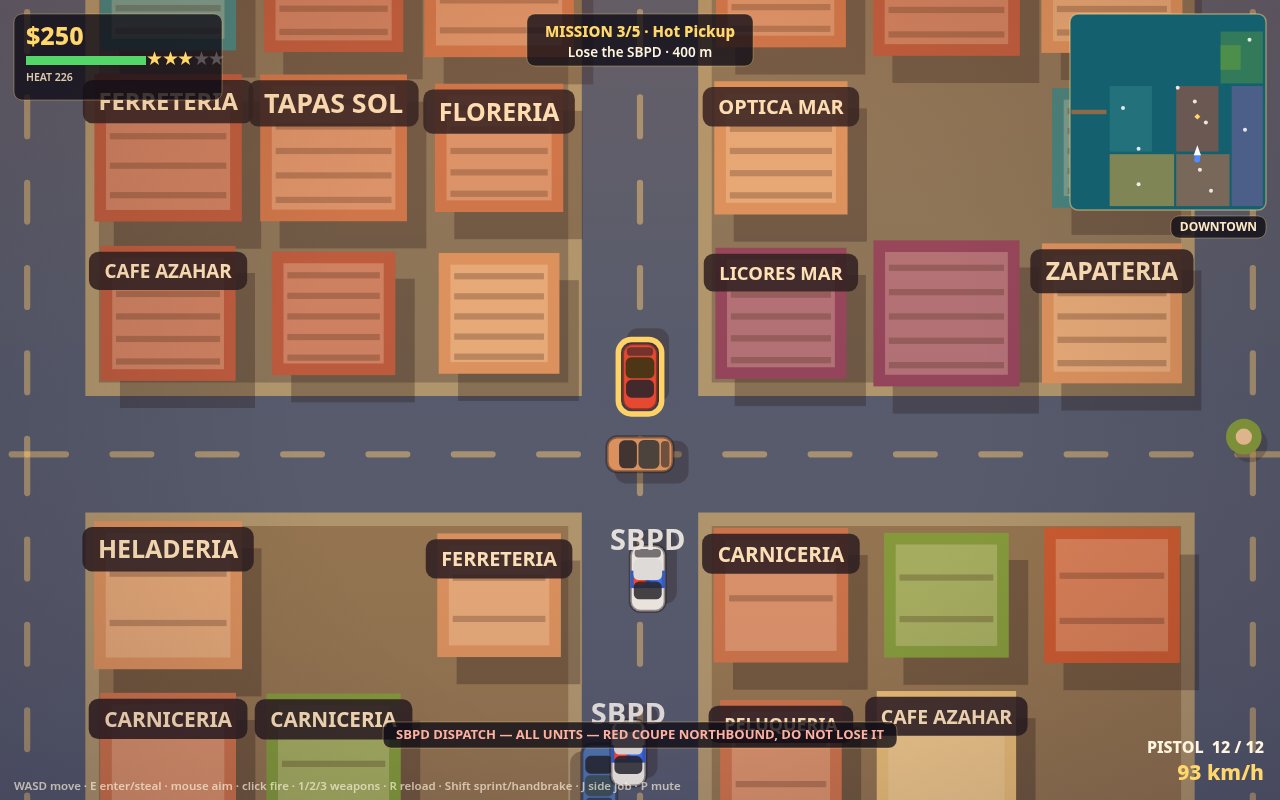 $250
★★★★★
HEAT 226
MISSION 3/5 · Hot Pickup
Lose the SBPD · 400 m
DOWNTOWN
FERRETERIA
TAPAS SOL
FLORERIA
OPTICA MAR
CAFE AZAHAR
LICORES MAR
ZAPATERIA
HELADERIA
FERRETERIA
SBPD
CARNICERIA
CARNICERIA
CARNICERIA
SBPD
PELUQUERIA
CAFE AZAHAR
SBPD DISPATCH — ALL UNITS — RED COUPE NORTHBOUND, DO NOT LOSE IT
PISTOL 12 / 12
93 km/h
WASD move · E enter/steal · mouse aim · click fire · 1/2/3 weapons · R reload · Shift sprint/handbrake · J side job · P mute